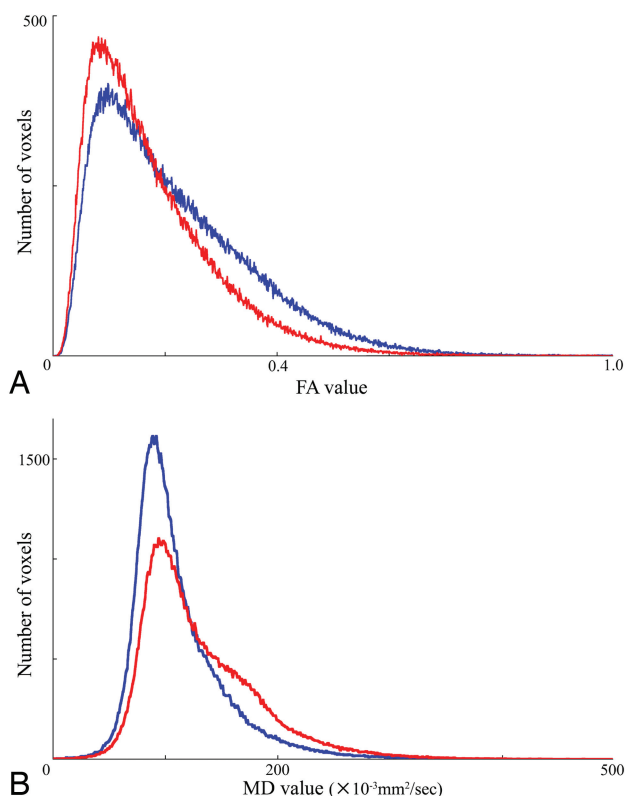 500
Number of voxels
0
0.4
1.0
A
FA value
1500
Number of voxels
0
200
500
B
MD value (×10⁻³mm²/sec)